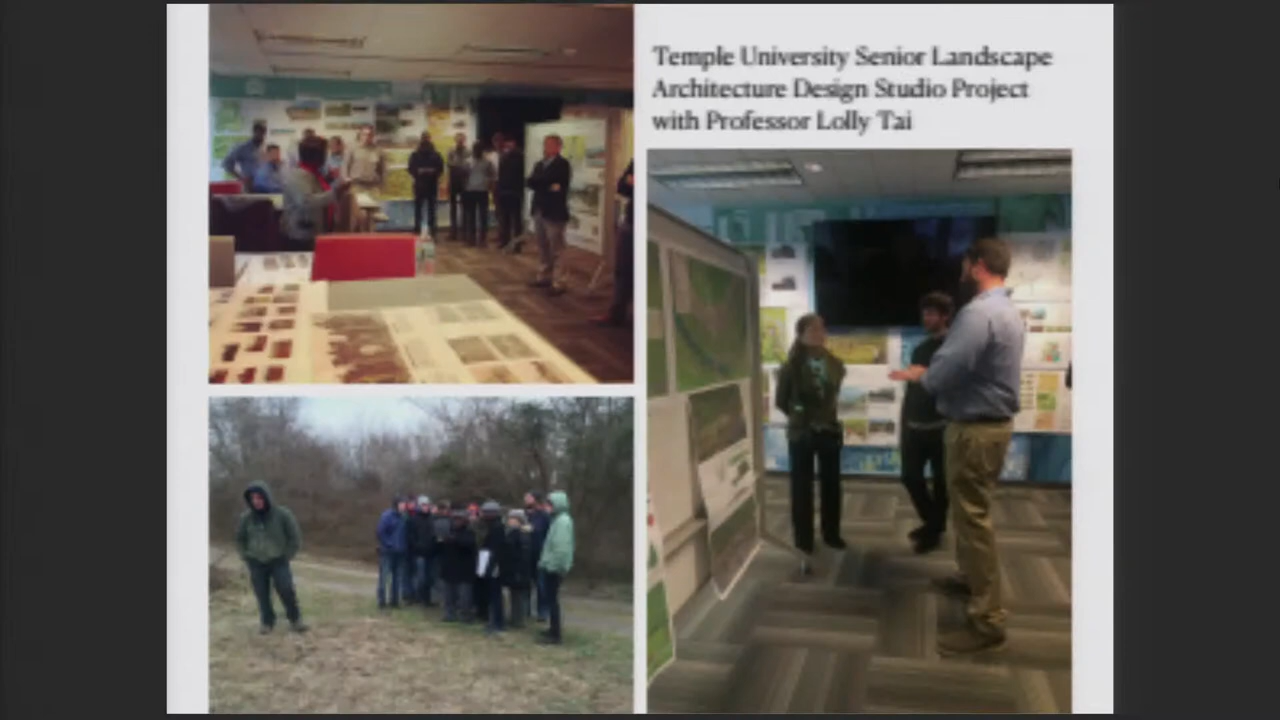 Temple University Senior Landscape
Architecture Design Studio Project
with Professor Lolly Tai